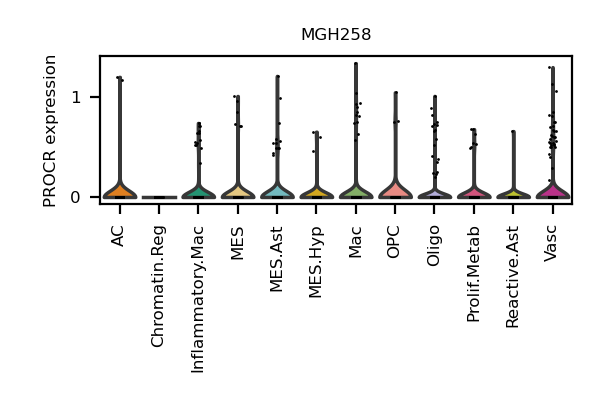 MGH258
PROCR expression
1
0
AC
Chromatin.Reg
Inflammatory.Mac
MES
MES.Ast
MES.Hyp
Mac
OPC
Oligo
Prolif.Metab
Reactive.Ast
Vasc